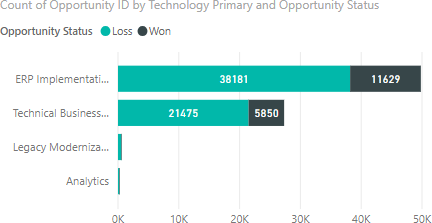 Count of Opportunity ID by Technology Primary and Opportunity Status
Opportunity Status Loss Won
ERP Implementati... 38181 11629
Technical Business... 21475 5850
Legacy Moderniza...
Analytics
0K 10K 20K 30K 40K 50K